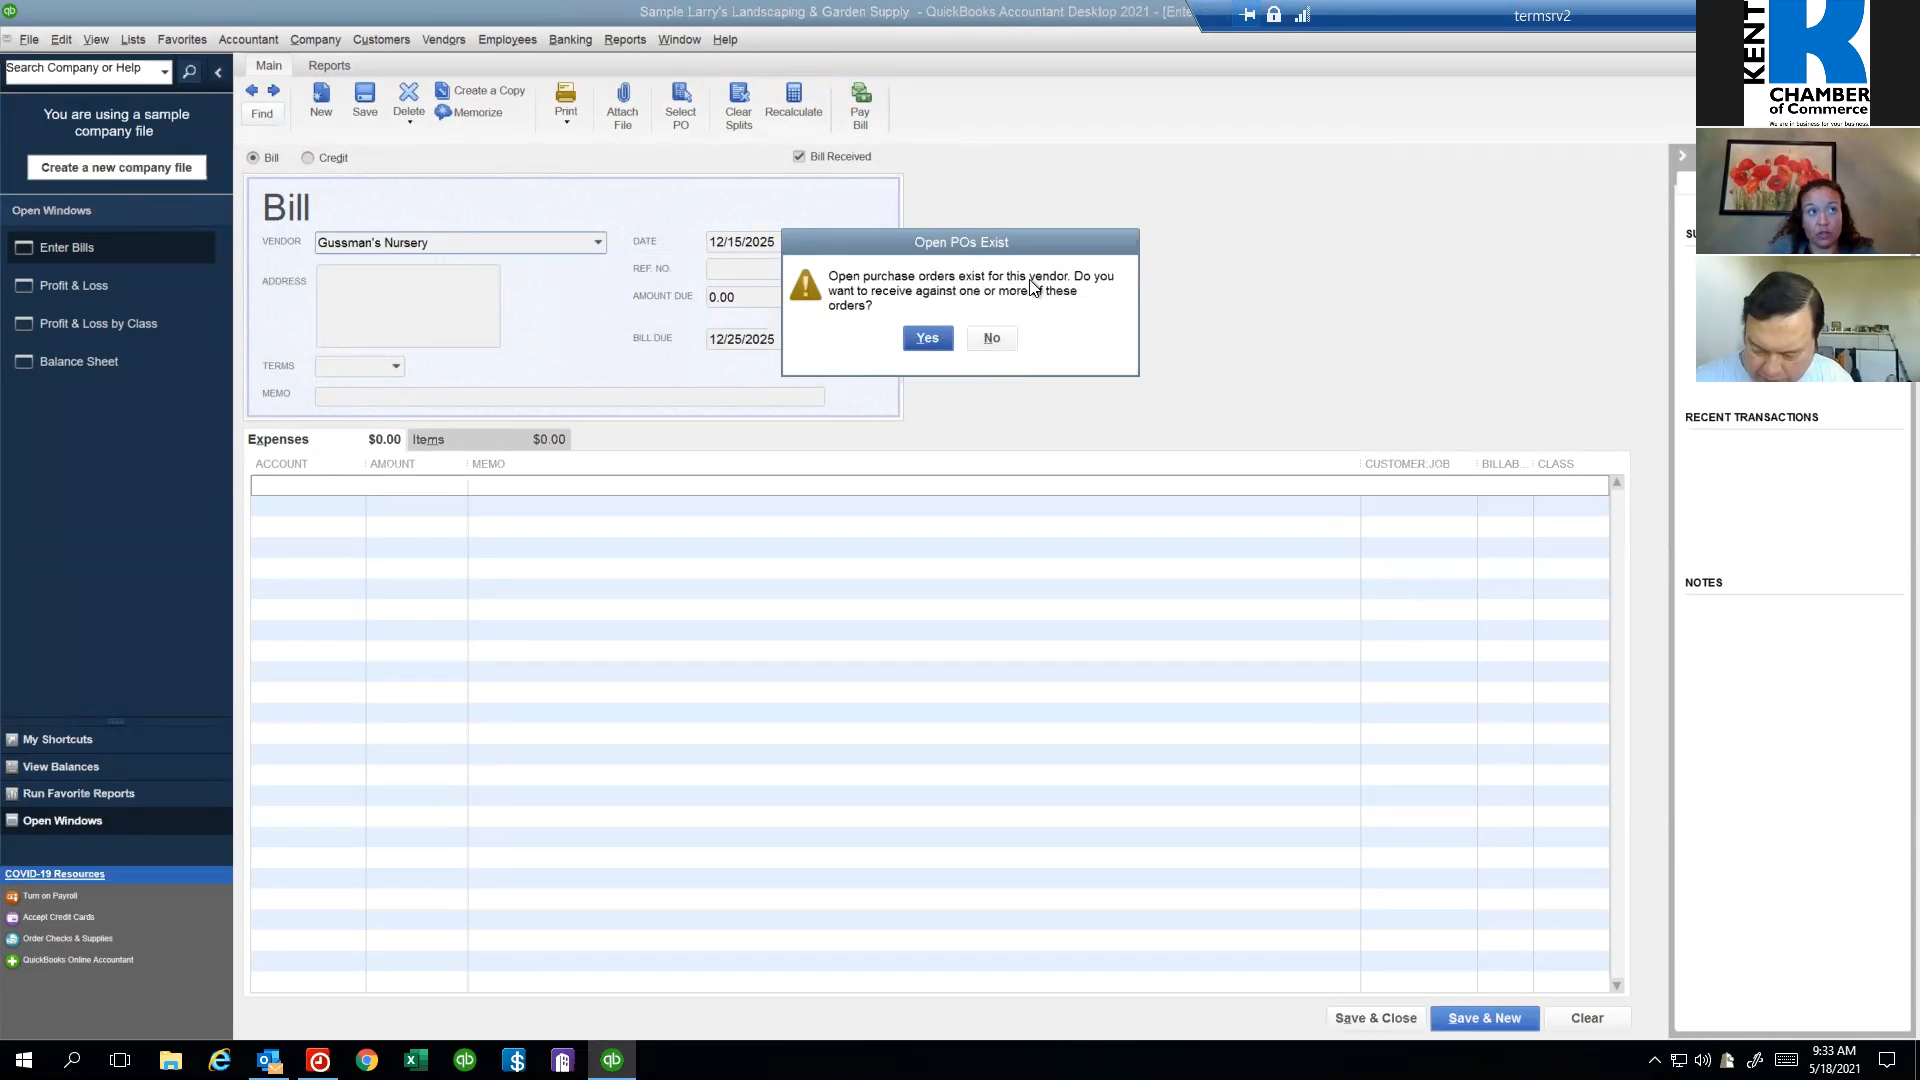 Sample Larry's Landscaping & Garden Supply - QuickBooks Accountant Desktop 2021 - [Ente
termsrv2
File Edit View Lists Favorites Accountant Company Customers Vendors Employees Banking Reports Window Help
Search Company or Help
Main Reports
Find
New
Save
Delete
Create a Copy
Memorize
Print
Attach
File
Select
PO
Clear
Splits
Recalculate
Pay
Bill
You are using a sample
company file
Create a new company file
Open Windows
Enter Bills
Profit & Loss
Profit & Loss by Class
Balance Sheet
My Shortcuts
View Balances
Run Favorite Reports
Open Windows
COVID-19 Resources
Turn on Payroll
Accept Credit Cards
Order Checks & Supplies
QuickBooks Online Accountant
Bill Credit
Bill Received
Bill
VENDOR Gussman's Nursery
ADDRESS
TERMS
MEMO
DATE 12/15/2025
REF. NO.
AMOUNT DUE 0.00
BILL DUE 12/25/2025
Open POs Exist
Open purchase orders exist for this vendor. Do you
want to receive against one or more of these
orders?
Yes No
Expenses $0.00 Items $0.00
ACCOUNT AMOUNT MEMO CUSTOMER:JOB BILLAB... CLASS
Save & Close Save & New Clear
KENT
CHAMBER
of Commerce
We are in business for your business.
SU
RECENT TRANSACTIONS
NOTES
9:33 AM
5/18/2021